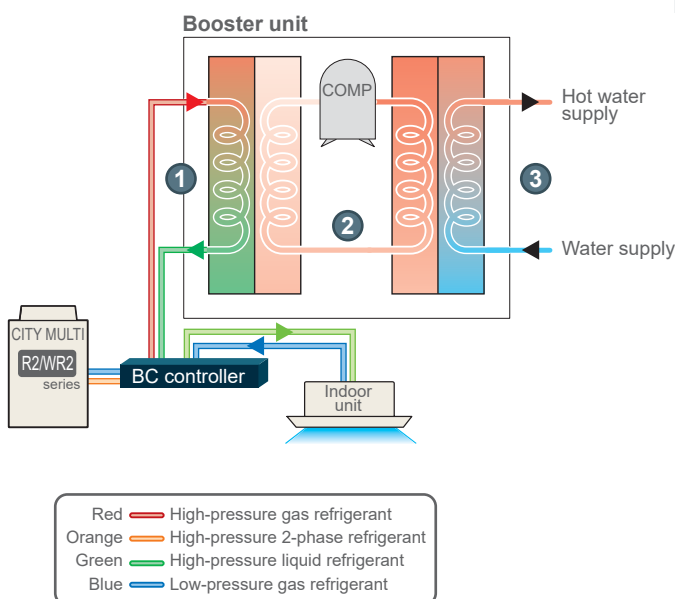 Booster unit
COMP
Hot water
supply
1
3
2
Water supply
CITY MULTI
R2/WR2
series
BC controller
Indoor
unit
Red High-pressure gas refrigerant
Orange High-pressure 2-phase refrigerant
Green High-pressure liquid refrigerant
Blue Low-pressure gas refrigerant